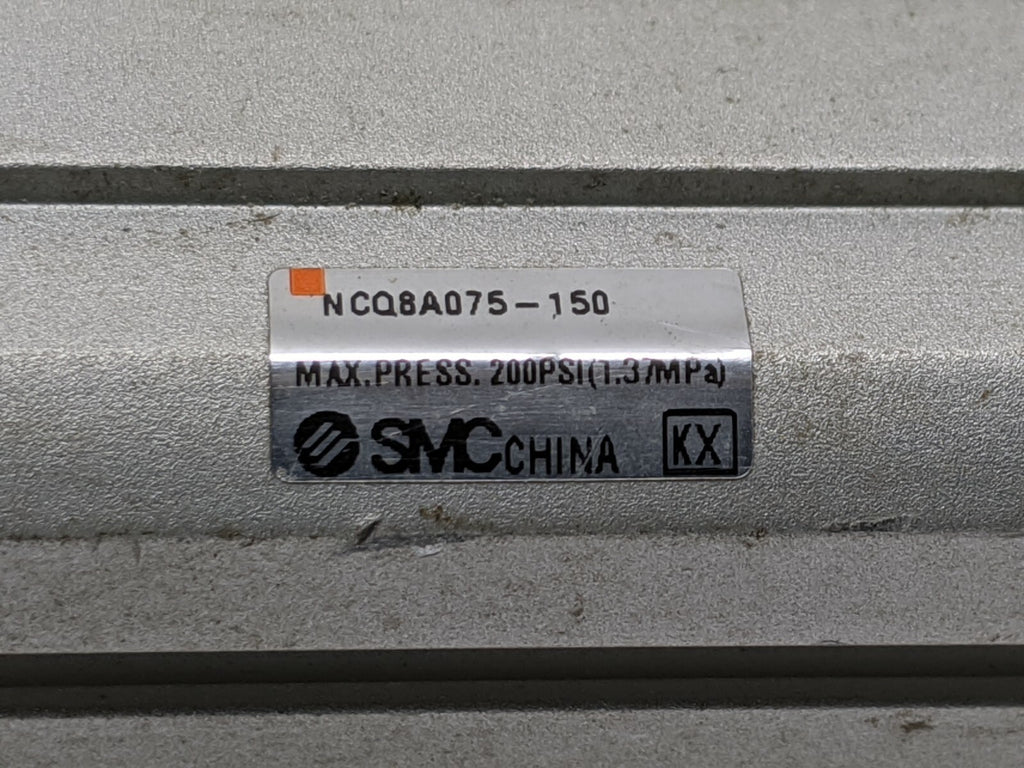 NCQ8A075-150
MAX.PRESS. 200PSI(1.37MPa)
SMC CHINA KX